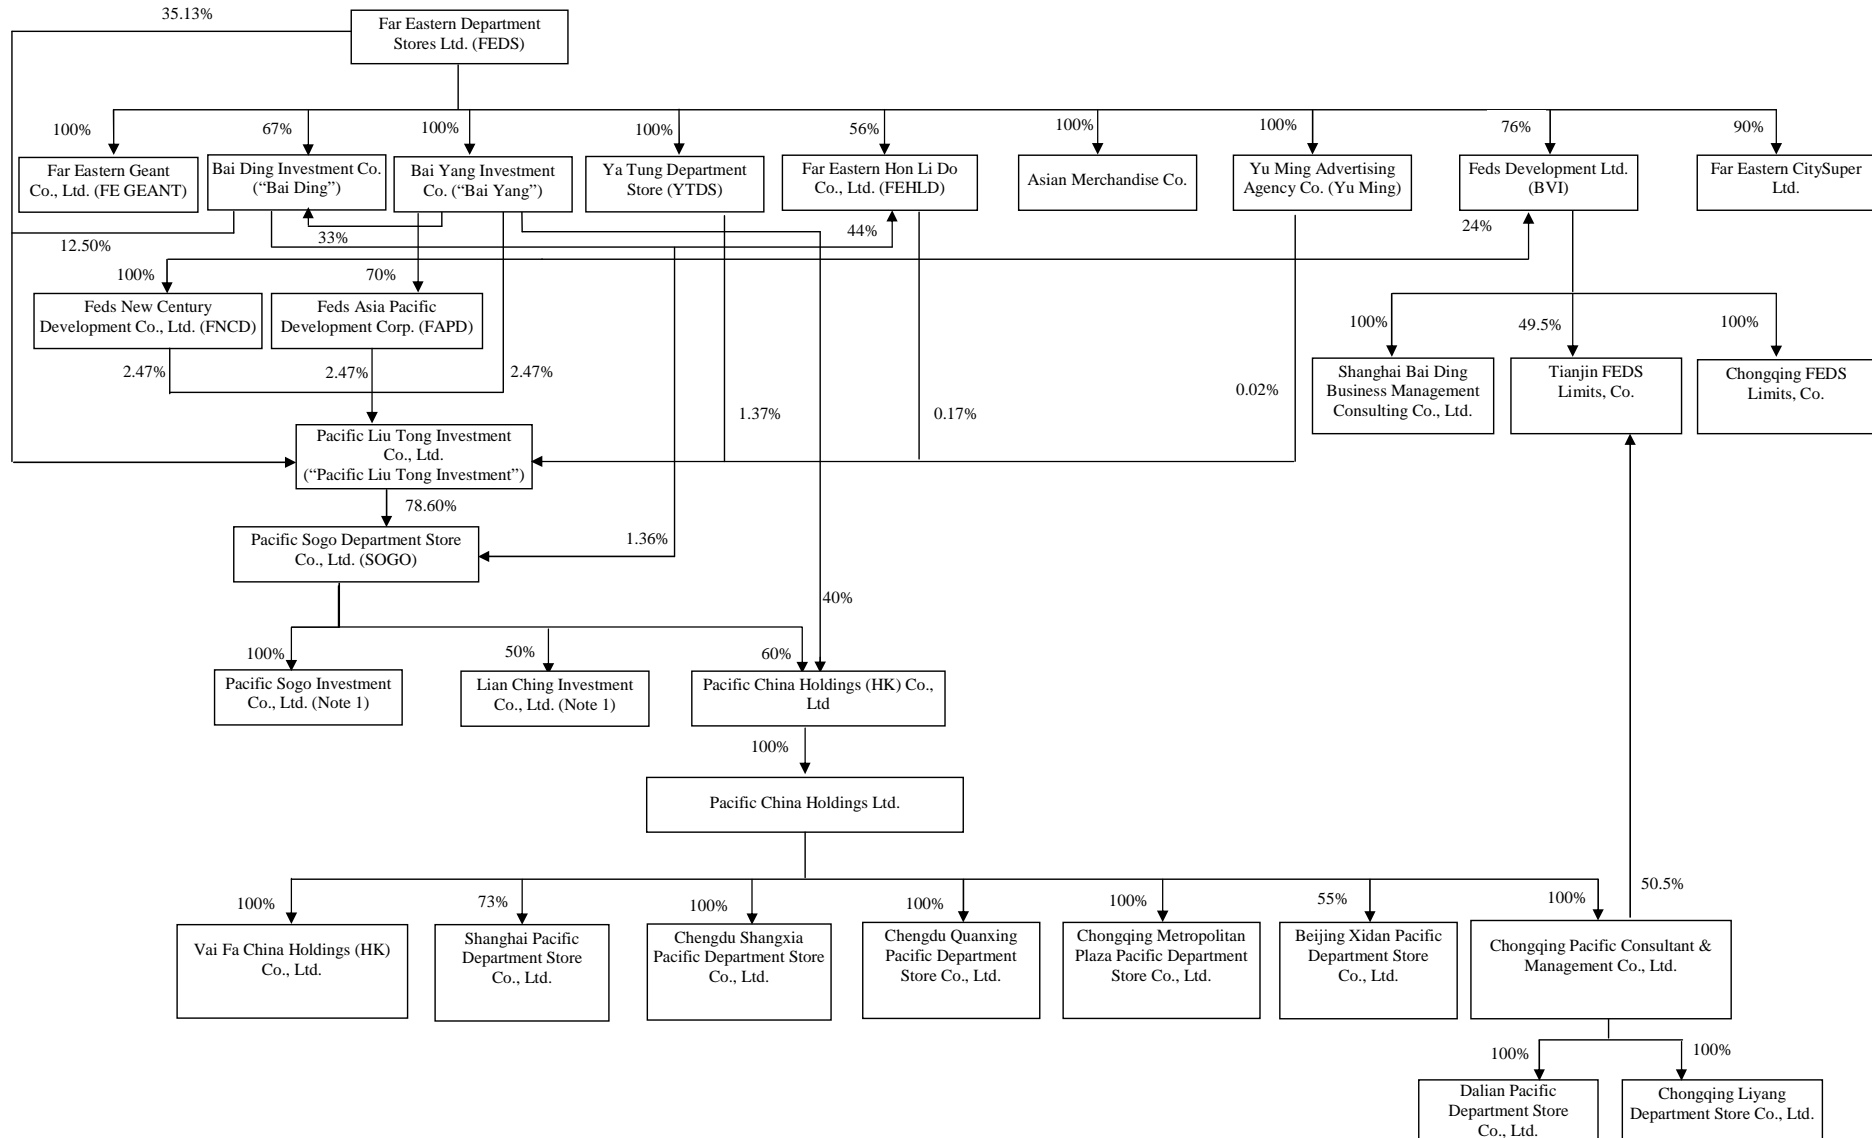 35.13%
Far Eastern Department
Stores Ltd. (FEDS)
100%
67%
100%
100%
56%
100%
100%
76%
90%
Far Eastern Geant
Co., Ltd. (FE GEANT)
Bai Ding Investment Co.
(“Bai Ding”)
Bai Yang Investment
Co. (“Bai Yang”)
Ya Tung Department
Store (YTDS)
Far Eastern Hon Li Do
Co., Ltd. (FEHLD)
Asian Merchandise Co.
Yu Ming Advertising
Agency Co. (Yu Ming)
Feds Development Ltd.
(BVI)
Far Eastern CitySuper
Ltd.
12.50%
33%
44%
24%
100%
70%
Feds New Century
Development Co., Ltd. (FNCD)
Feds Asia Pacific
Development Corp. (FAPD)
100%
49.5%
100%
2.47%
2.47%
2.47%
1.37%
0.17%
0.02%
Shanghai Bai Ding
Business Management
Consulting Co., Ltd.
Tianjin FEDS
Limits, Co.
Chongqing FEDS
Limits, Co.
Pacific Liu Tong Investment
Co., Ltd.
(“Pacific Liu Tong Investment”)
78.60%
Pacific Sogo Department Store
Co., Ltd. (SOGO)
1.36%
40%
100%
50%
60%
Pacific Sogo Investment
Co., Ltd. (Note 1)
Lian Ching Investment
Co., Ltd. (Note 1)
Pacific China Holdings (HK) Co.,
Ltd
100%
Pacific China Holdings Ltd.
100%
73%
100%
100%
100%
55%
100%
50.5%
Vai Fa China Holdings (HK)
Co., Ltd.
Shanghai Pacific
Department Store
Co., Ltd.
Chengdu Shangxia
Pacific Department Store
Co., Ltd.
Chengdu Quanxing
Pacific Department
Store Co., Ltd.
Chongqing Metropolitan
Plaza Pacific Department
Store Co., Ltd.
Beijing Xidan Pacific
Department Store
Co., Ltd.
Chongqing Pacific Consultant &
Management Co., Ltd.
100%
100%
Dalian Pacific
Department Store
Co., Ltd.
Chongqing Liyang
Department Store Co., Ltd.